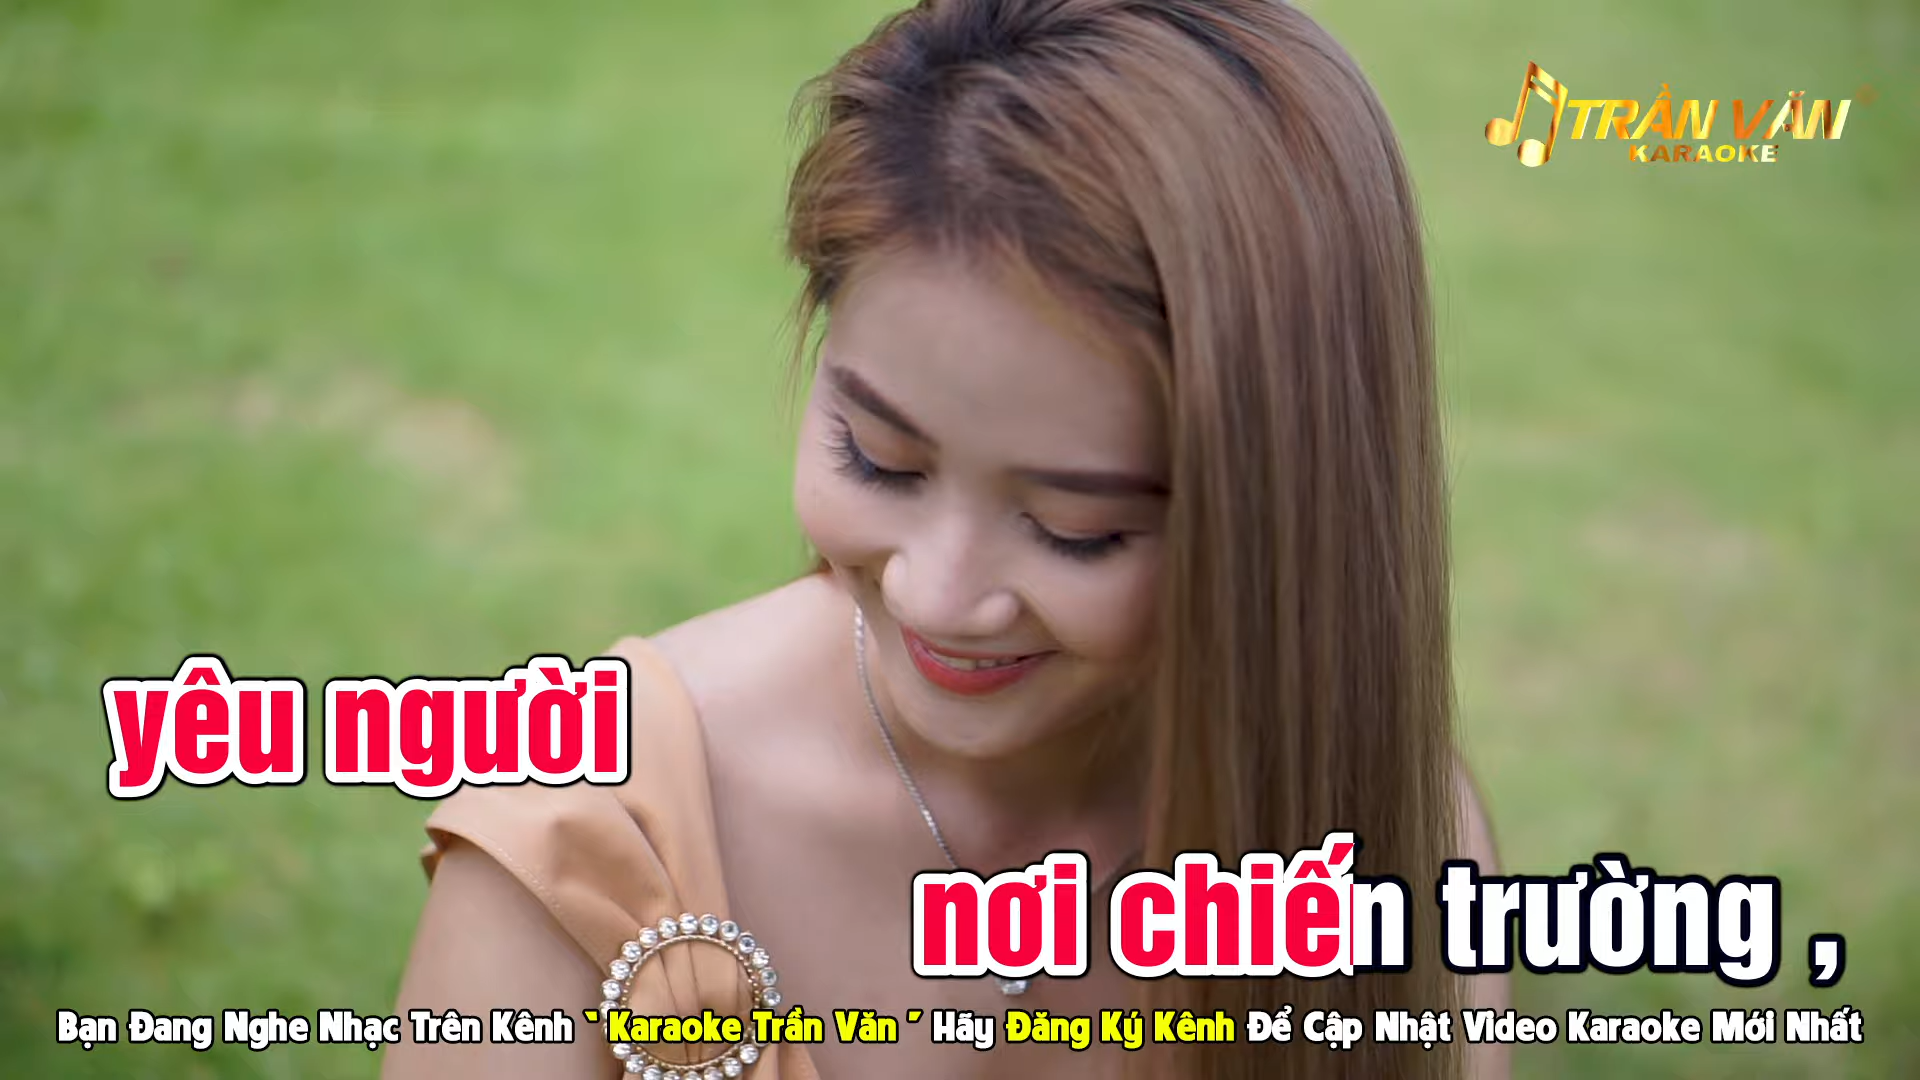 TRẦN VĂN
KARAOKE
yêu người
nơi chiến trường ,
Bạn Đang Nghe Nhạc Trên Kênh ‵ Karaoke Trần Văn ′ Hãy Đăng Ký Kênh Để Cập Nhật Video Karaoke Mới Nhất